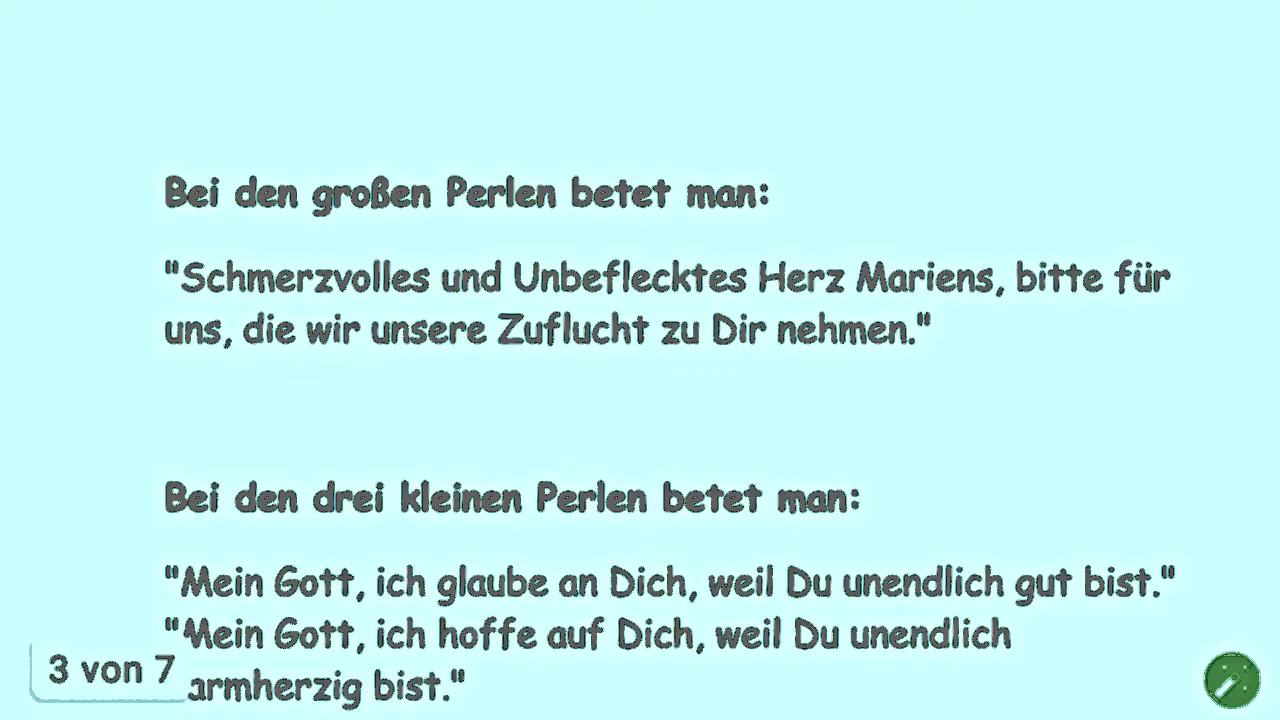 Bei den großen Perlen betet man:
"Schmerzvolles und Unbeflecktes Herz Mariens, bitte für
uns, die wir unsere Zuflucht zu Dir nehmen."
Bei den drei kleinen Perlen betet man:
"Mein Gott, ich glaube an Dich, weil Du unendlich gut bist."
"Mein Gott, ich hoffe auf Dich, weil Du unendlich
armherzig bist."
3 von 7